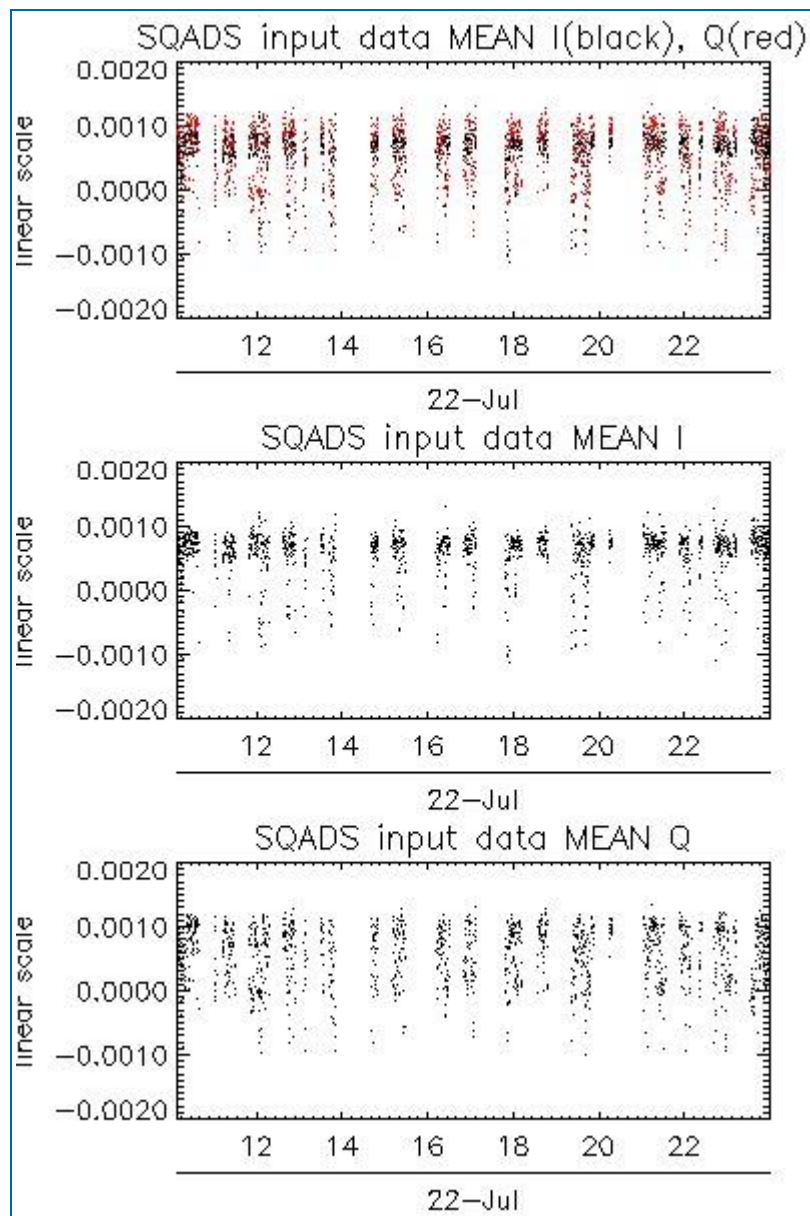 SQADS input data MEAN I(black), Q(red)
0.0020
0.0010
0.0000
−0.0010
−0.0020
linear scale
12 14 16 18 20 22
22−Jul
SQADS input data MEAN I
0.0020
0.0010
0.0000
−0.0010
−0.0020
linear scale
12 14 16 18 20 22
22−Jul
SQADS input data MEAN Q
0.0020
0.0010
0.0000
−0.0010
−0.0020
linear scale
12 14 16 18 20 22
22−Jul